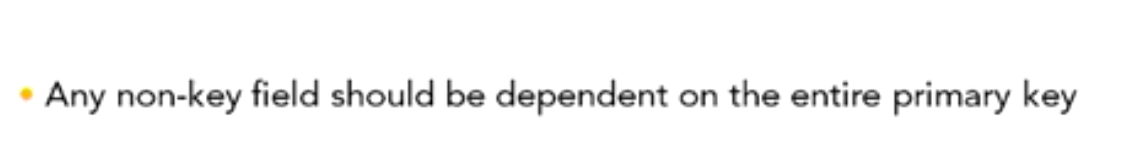 • Any non-key field should be dependent on the entire primary key